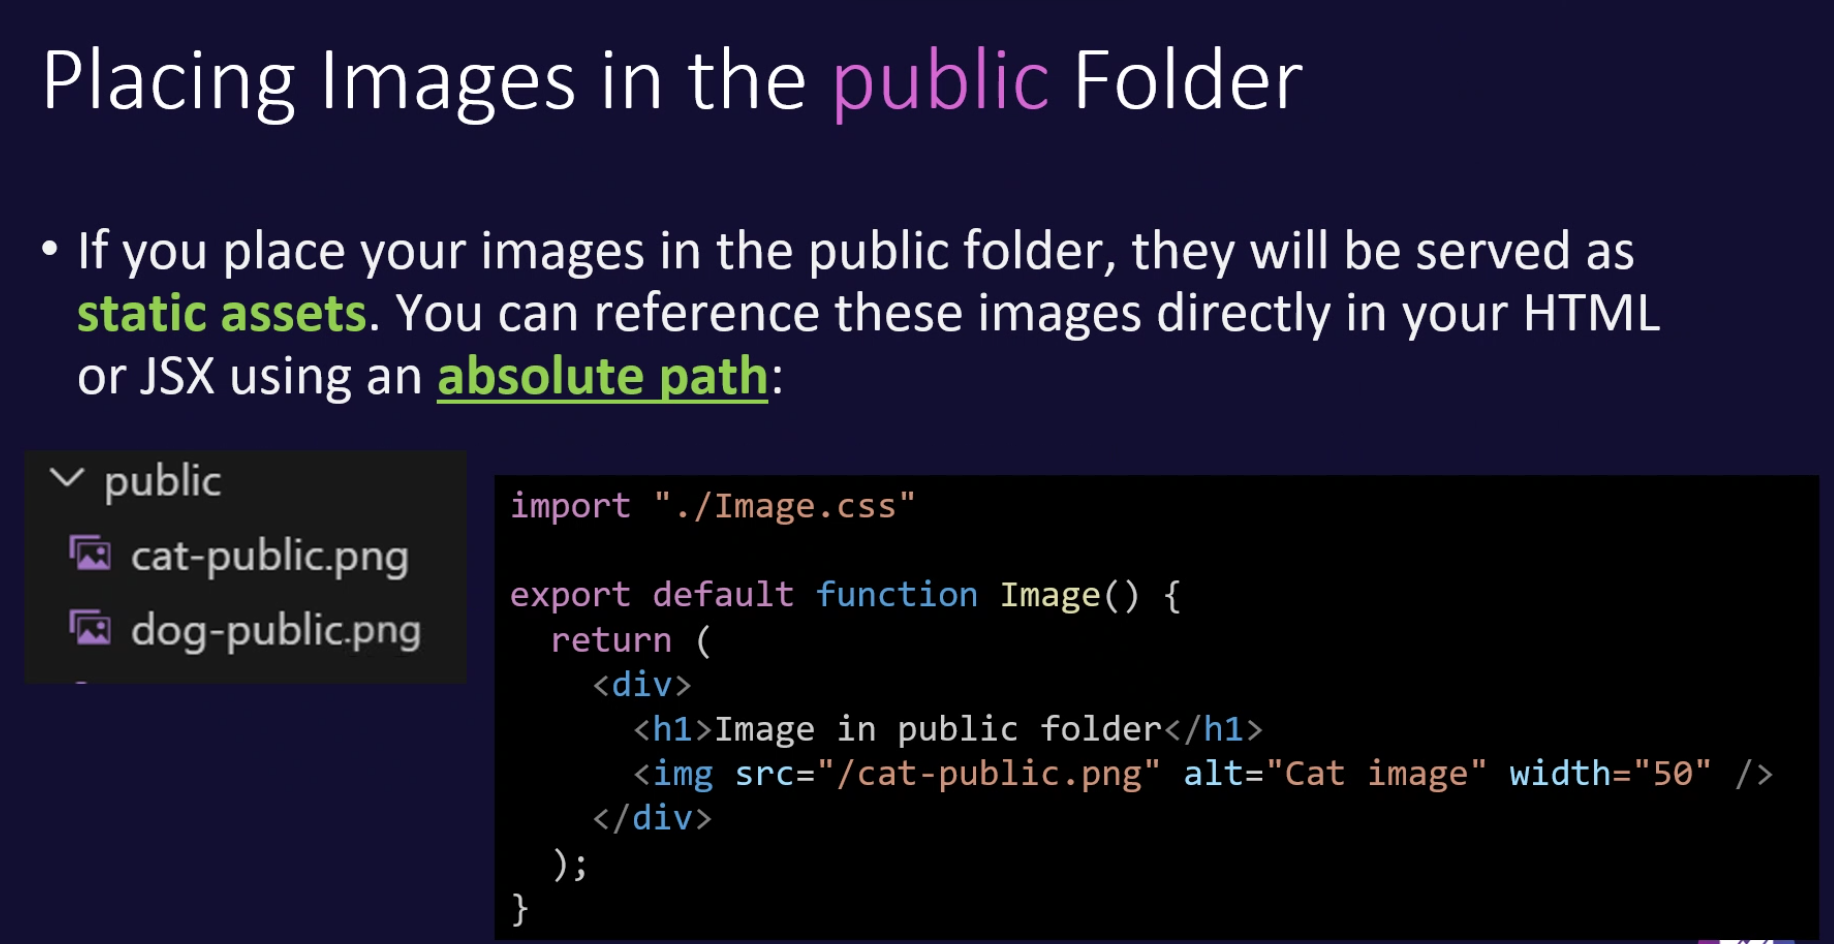 Placing Images in the public Folder
• If you place your images in the public folder, they will be served as
static assets. You can reference these images directly in your HTML
or JSX using an absolute path:
public
cat-public.png
dog-public.png
import "./Image.css"
export default function Image() {
return (
<div>
<h1>Image in public folder</h1>
<img src="/cat-public.png" alt="Cat image" width="50" />
</div>
);
}